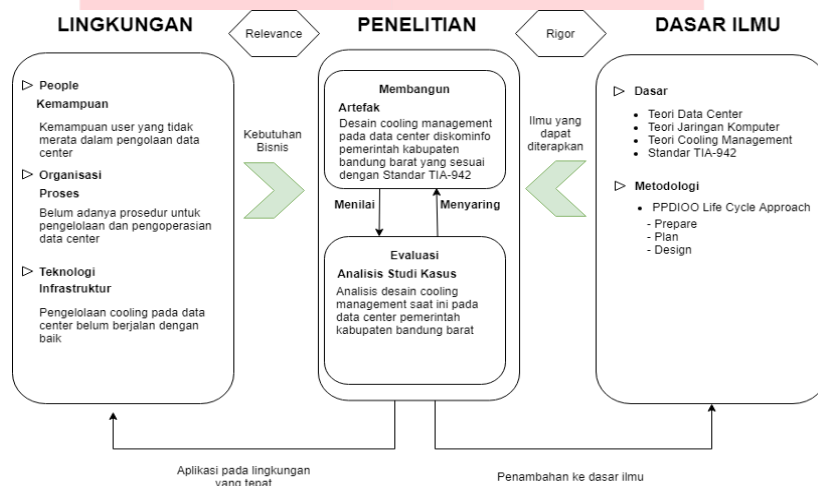 LINGKUNGAN
Relevance
PENELITIAN
Rigor
DASAR ILMU
People
Kemampuan
Kemampuan user yang tidak
merata dalam pengolaan data
center
Organisasi
Proses
Belum adanya prosedur untuk
pengelolaan dan pengoperasian
data center
Teknologi
Infrastruktur
Pengelolaan cooling pada data
center belum berjalan dengan
baik
Kebutuhan
Bisnis
Membangun
Artefak
Desain cooling management
pada data center diskominfo
pemerintah kabupaten
bandung barat yang sesuai
dengan Standar TIA-942
Menilai
Menyaring
Evaluasi
Analisis Studi Kasus
Analisis desain cooling
management saat ini pada
data center pemerintah
kabupaten bandung barat
Ilmu yang
dapat
diterapkan
Dasar
• Teori Data Center
• Teori Jaringan Komputer
• Teori Cooling Management
• Standar TIA-942
Metodologi
• PPDIOO Life Cycle Approach
- Prepare
- Plan
- Design
Aplikasi pada lingkungan
yang tepat
Penambahan ke dasar ilmu